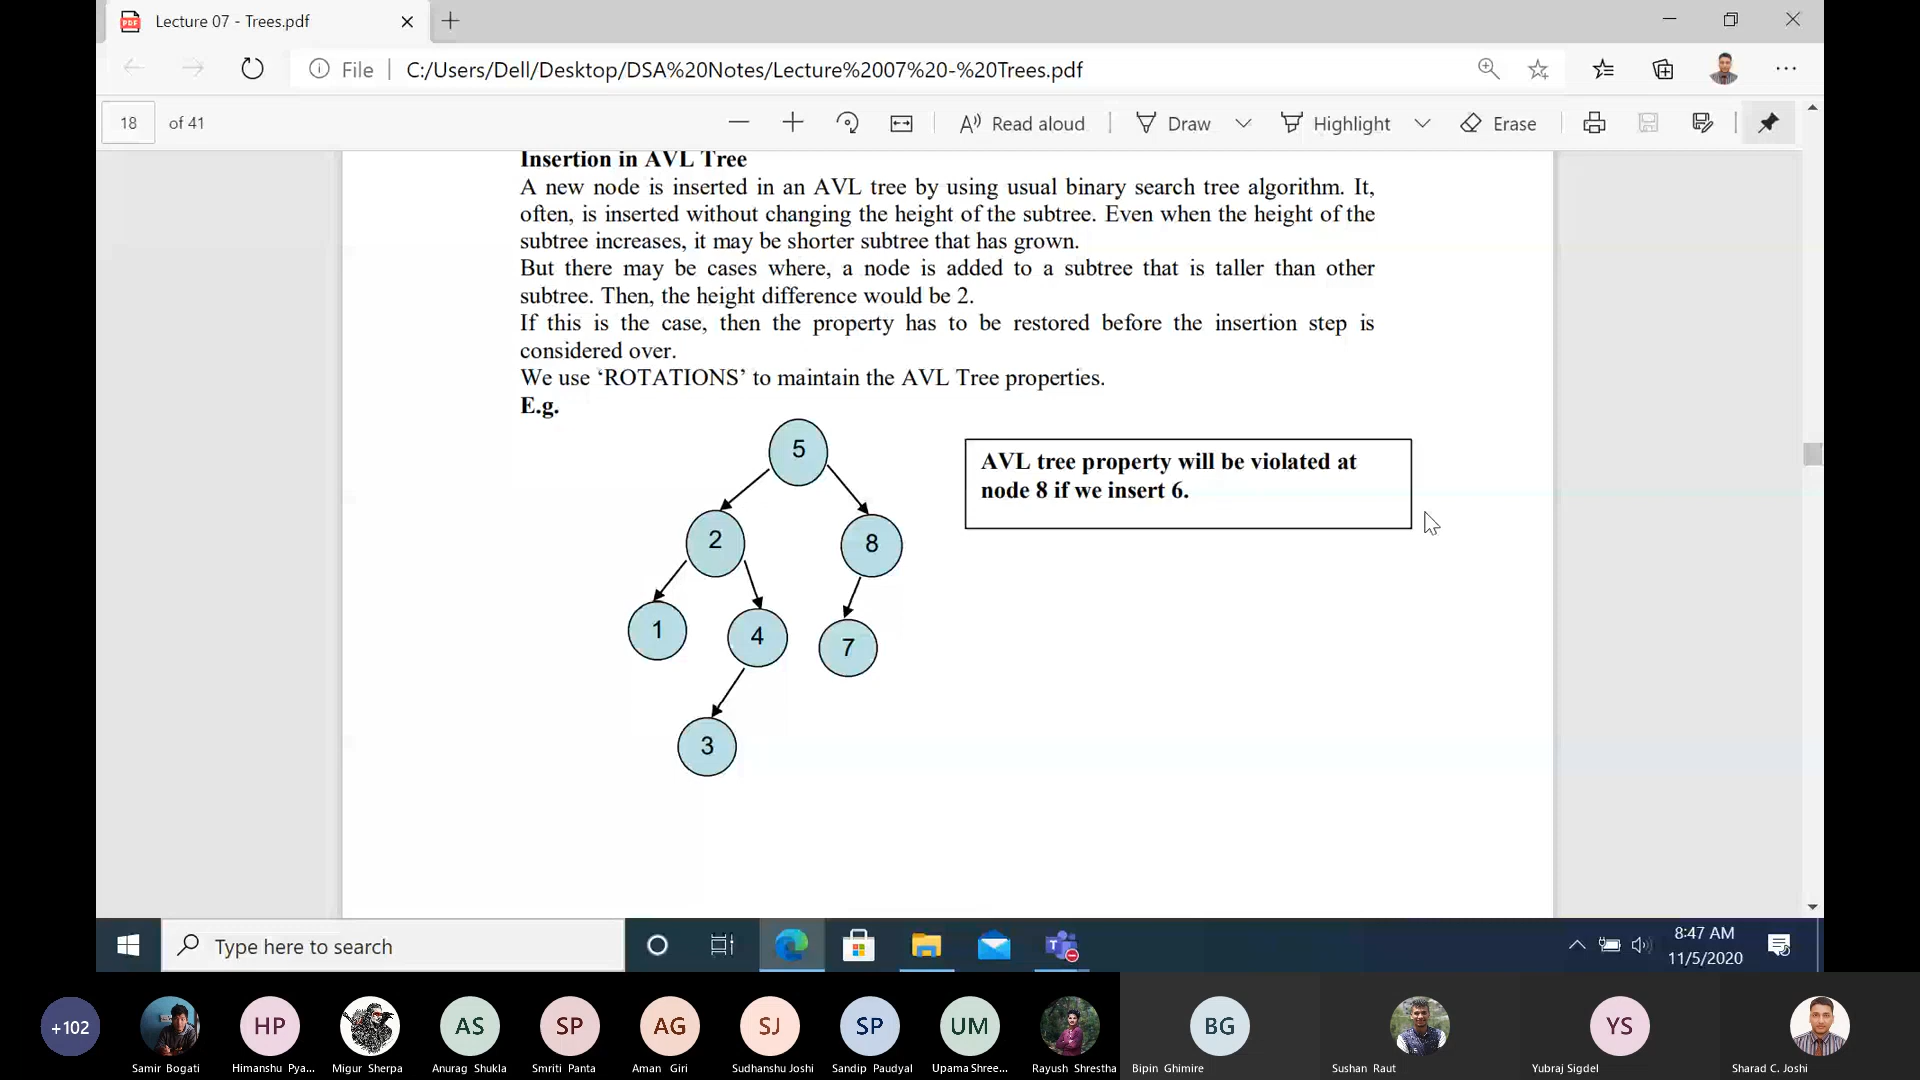 Lecture 07 - Trees.pdf
File
C:/Users/Dell/Desktop/DSA%20Notes/Lecture%2007%20-%20Trees.pdf
18 of 41
Read aloud
Draw
Highlight
Erase
Insertion in AVL Tree
A new node is inserted in an AVL tree by using usual binary search tree algorithm. It,
often, is inserted without changing the height of the subtree. Even when the height of the
subtree increases, it may be shorter subtree that has grown.
But there may be cases where, a node is added to a subtree that is taller than other
subtree. Then, the height difference would be 2.
If this is the case, then the property has to be restored before the insertion step is
considered over.
We use ‘ROTATIONS’ to maintain the AVL Tree properties.
E.g.
5
AVL tree property will be violated at
node 8 if we insert 6.
2
8
1
4
7
3
Type here to search
8:47 AM
11/5/2020
+102
HP
AS
SP
AG
SJ
SP
UM
BG
YS
Samir Bogati
Himanshu Pya...
Migur Sherpa
Anurag Shukla
Smriti Panta
Aman Giri
Sudhanshu Joshi
Sandip Paudyal
Upama Shree...
Rayush Shrestha
Bipin Ghimire
Sushan Raut
Yubraj Sigdel
Sharad C. Joshi